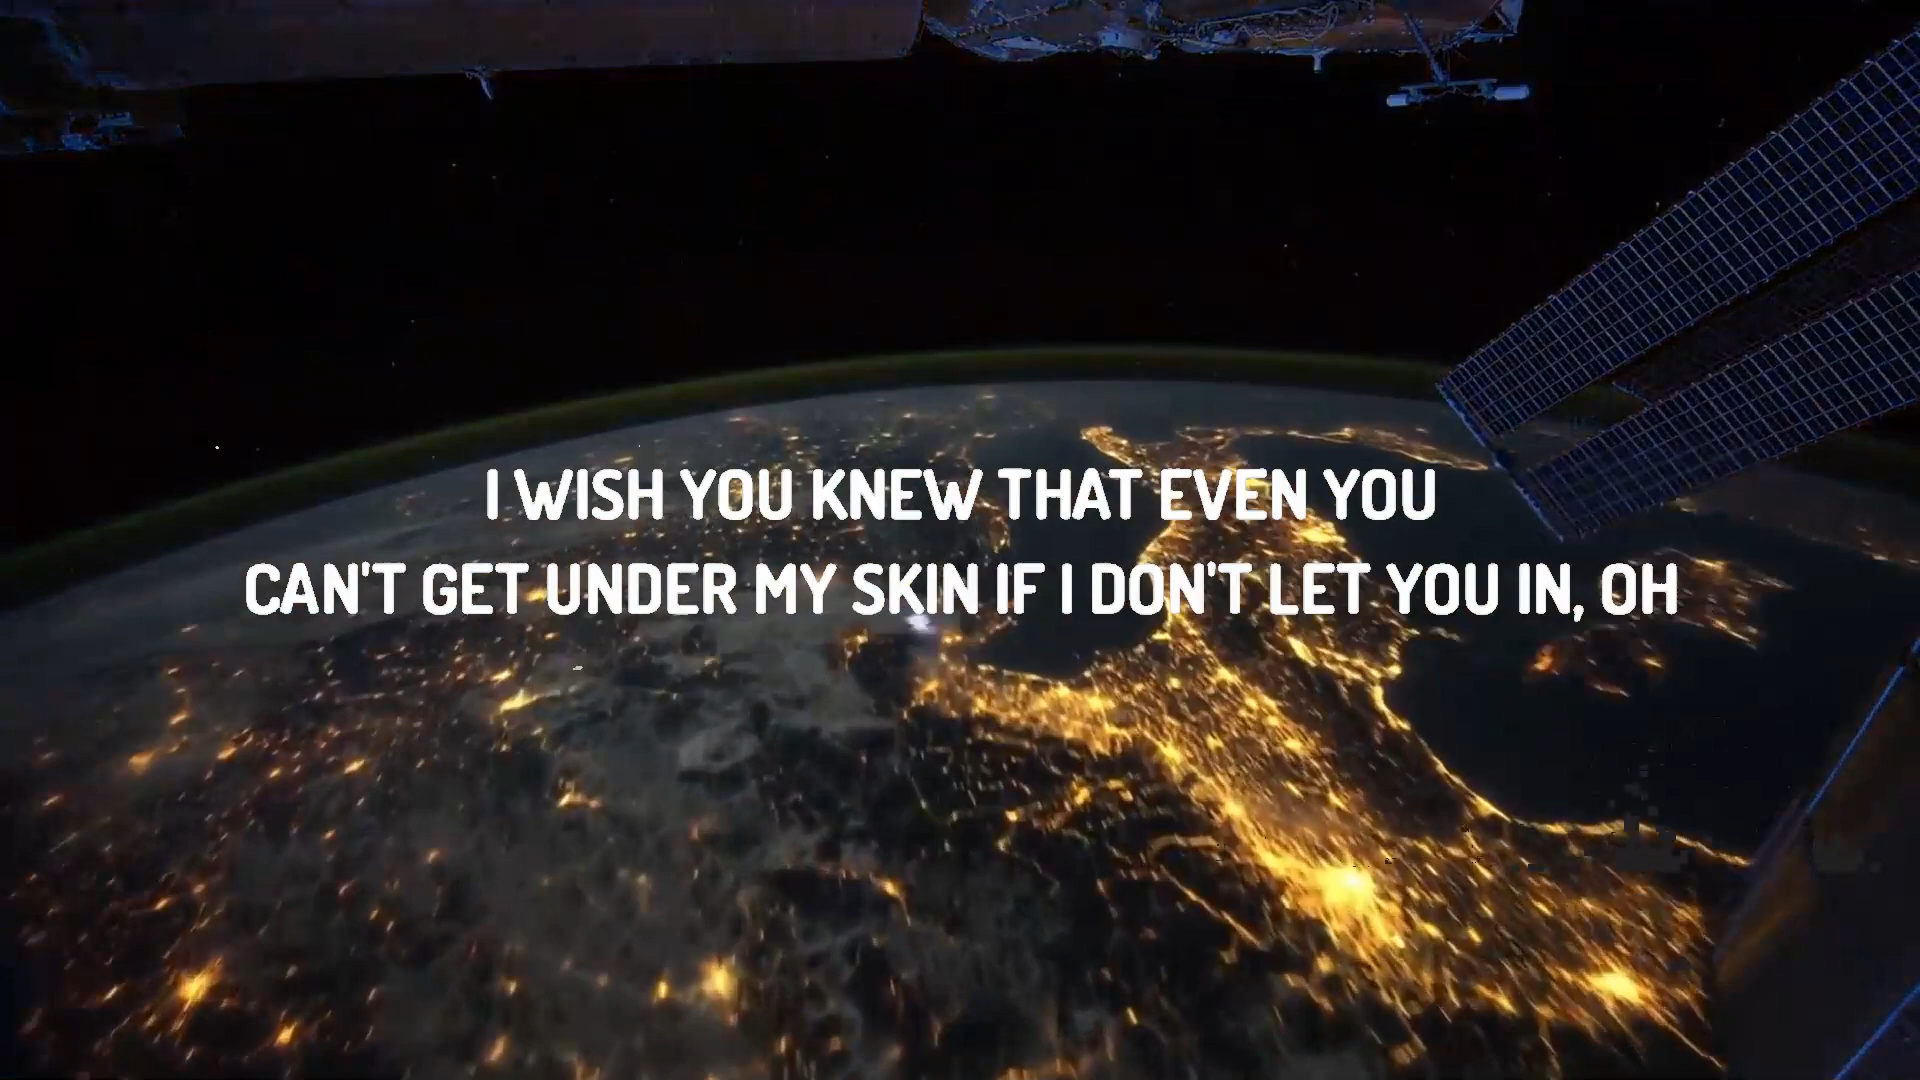 I WISH YOU KNEW THAT EVEN YOU
CAN'T GET UNDER MY SKIN IF I DON'T LET YOU IN, OH